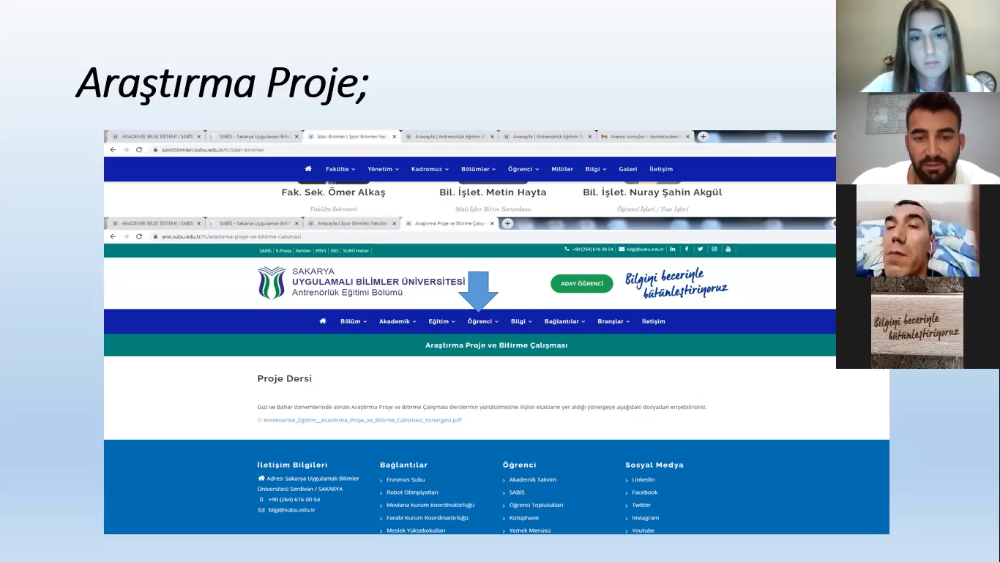 Araştırma Proje;
AKADEMİK BİLGİ SİSTEMİ | SABİS
SABİS - Sakarya Uygulamalı Bilim
İdari Birimler | Spor Bilimleri Fak
Anasayfa | Antrenörlük Eğitimi B
Anasayfa | Antrenörlük Eğitimi B
Arama sonuçları - barbarosdem
sporbilimleri.subu.edu.tr/tr/idari-birimler
Fakülte Yönetim Kadromuz Bölümler Öğrenci Milliler Bilgi Galeri İletişim
Fak. Sek. Ömer Alkaş
Bil. İşlet. Metin Hayta
Bil. İşlet. Nuray Şahin Akgül
Fakülte Sekreteri
Mali İşler Birim Sorumlusu
Öğrenci İşleri / Yazı İşleri
AKADEMİK BİLGİ SİSTEMİ | SABİS
SABİS - Sakarya Uygulamalı Bilim
Anasayfa | Spor Bilimleri Fakülte
Araştırma Proje ve Bitirme Çalış
ane.subu.edu.tr/tr/arastirma-proje-ve-bitirme-calismasi
SABİS | E-Posta | Rehber | EBYS | EBS | SUBÜ Haber
+90 (264) 616 00 54 bilgi@subu.edu.tr
SAKARYA
UYGULAMALI BİLİMLER ÜNİVERSİTESİ
Antrenörlük Eğitimi Bölümü
ADAY ÖĞRENCİ
Bilgiyi beceriyle
bütünleştiriyoruz
Bölüm Akademik Eğitim Öğrenci Bilgi Bağlantılar Branşlar İletişim
Araştırma Proje ve Bitirme Çalışması
Proje Dersi
Güz ve Bahar dönemlerinde alınan Araştırma Proje ve Bitirme Çalışması derslerinin yürütülmesine ilişkin esasların yer aldığı yönergeye aşağıdaki dosyadan erişebilirsiniz.
Antrenorluk_Egitimi__Arastirma_Proje_ve_Bitirme_Calismasi_Yonergesi.pdf
İletişim Bilgileri
Adres: Sakarya Uygulamalı Bilimler
Üniversitesi Serdivan / SAKARYA
+90 (264) 616 00 54
bilgi@subu.edu.tr
Bağlantılar
Erasmus Subu
Robot Olimpiyatları
Mevlana Kurum Koordinatörlüğü
Farabi Kurum Koordinatörlüğü
Meslek Yüksekokulları
Öğrenci
Akademik Takvim
SABİS
Öğrenci Toplulukları
Kütüphane
Yemek Menüsü
Sosyal Medya
Linkedin
Facebook
Twitter
Instagram
Youtube
Bilgiyi beceriyle
bütünleştiriyoruz